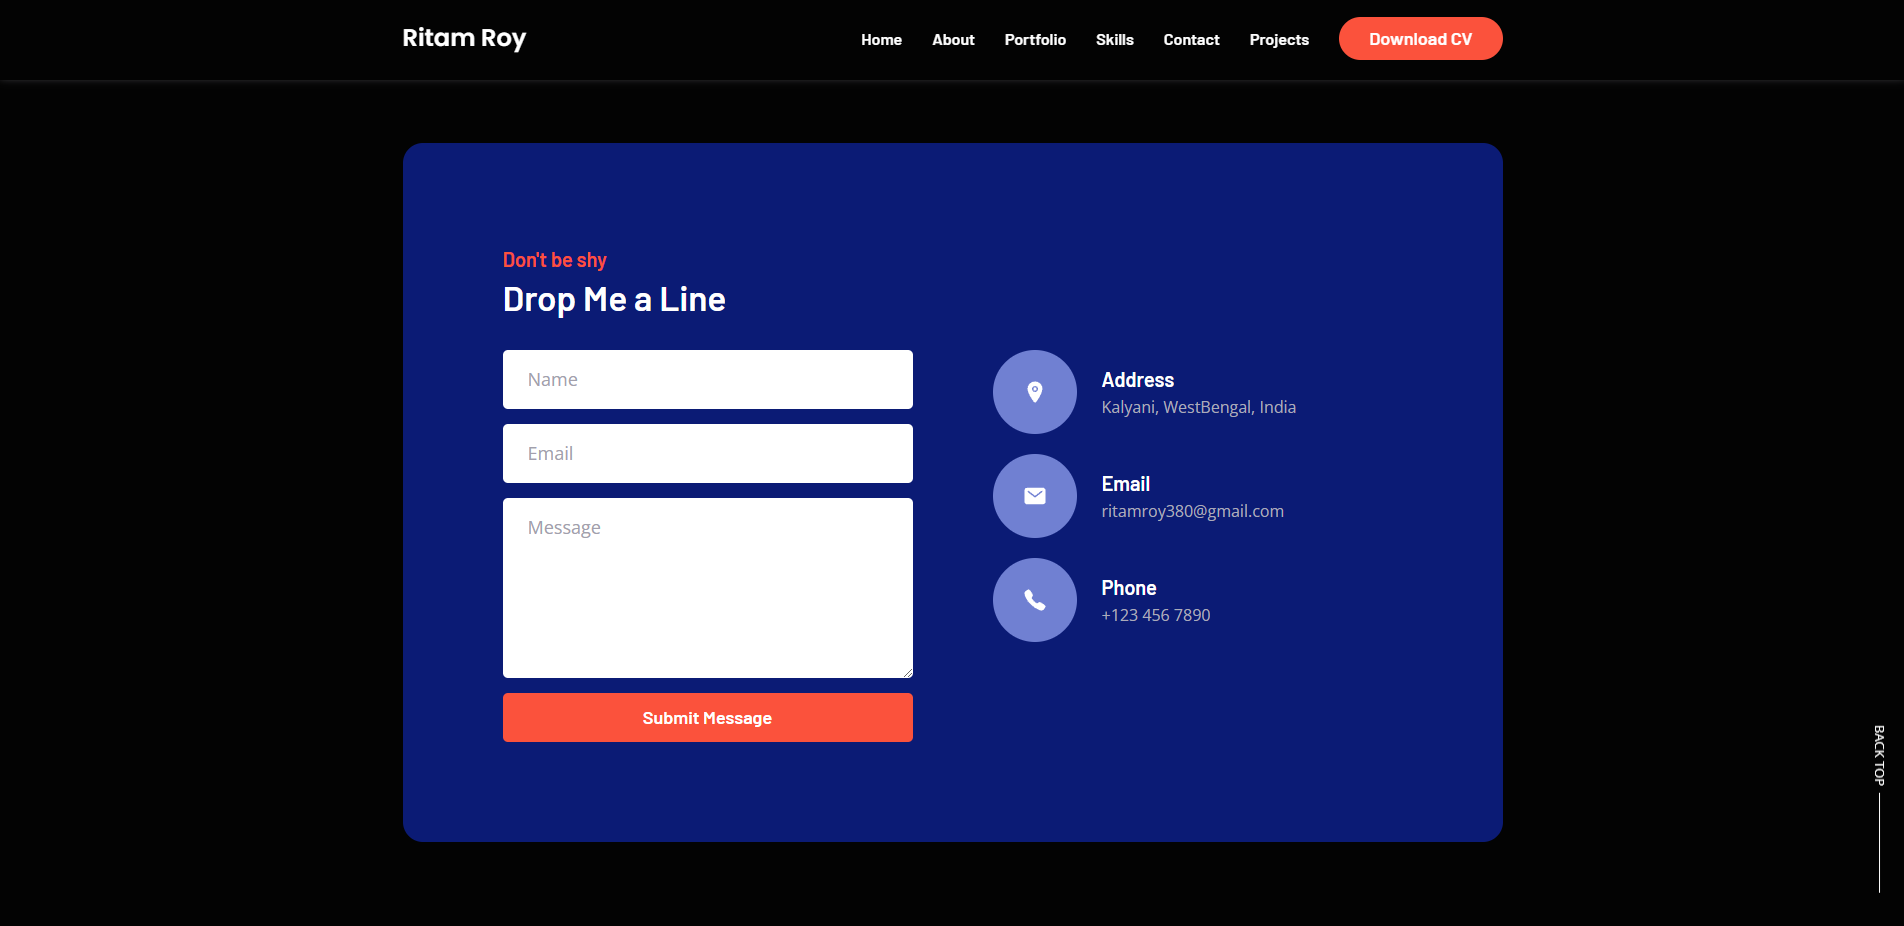 Ritam Roy
Home About Portfolio Skills Contact Projects Download CV
Don't be shy
Drop Me a Line
Name
Email
Message
Submit Message
Address
Kalyani, WestBengal, India
Email
ritamroy380@gmail.com
Phone
+123 456 7890
BACK TOP